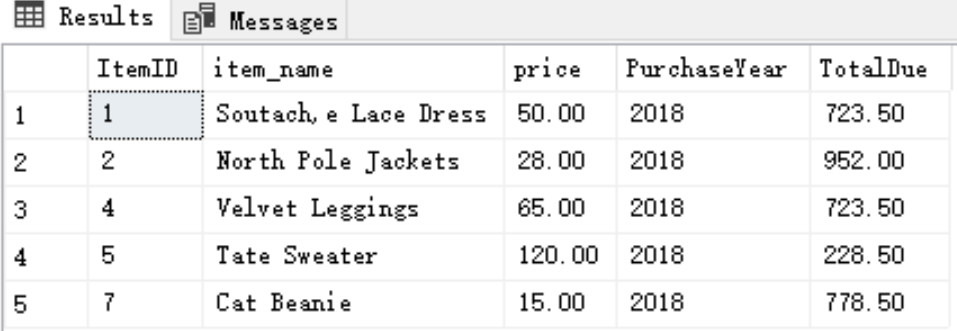 Results Messages
ItemID item_name price PurchaseYear TotalDue
1 1 Soutach,e Lace Dress 50.00 2018 723.50
2 2 North Pole Jackets 28.00 2018 952.00
3 4 Velvet Leggings 65.00 2018 723.50
4 5 Tate Sweater 120.00 2018 228.50
5 7 Cat Beanie 15.00 2018 778.50